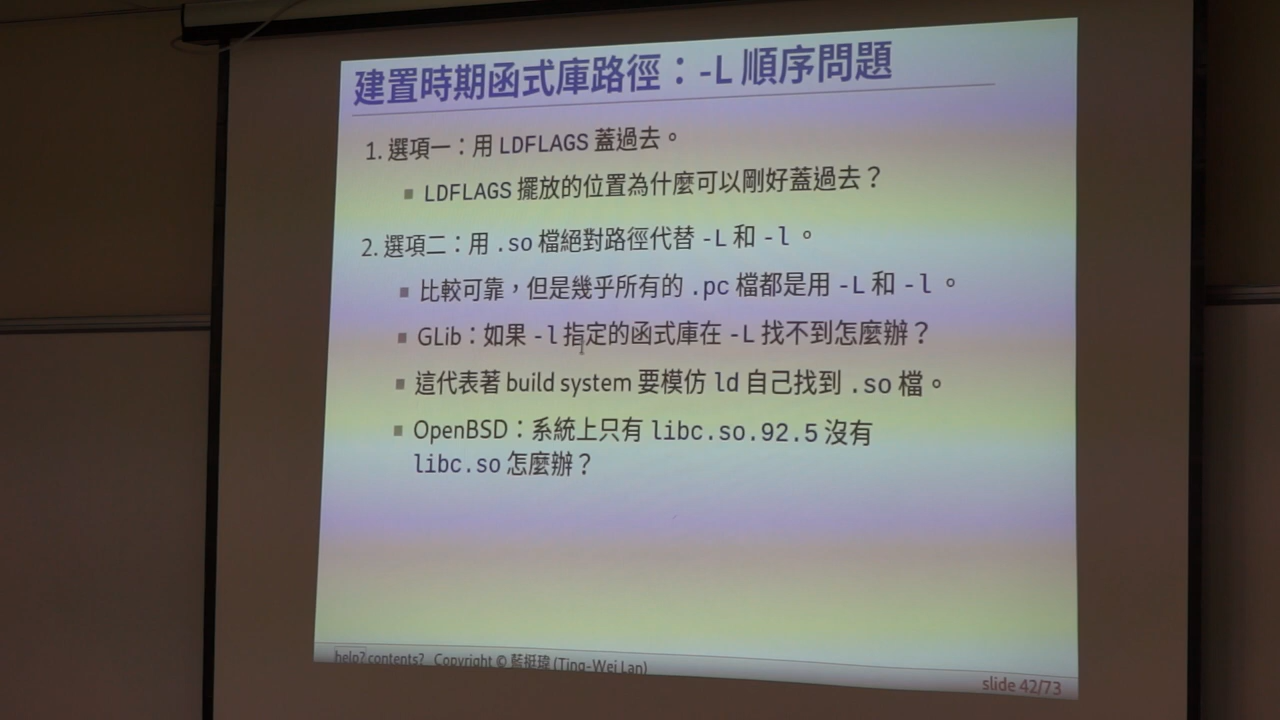 建置時期函式庫路徑：-L 順序問題
1. 選項一：用 LDFLAGS 蓋過去。
▪ LDFLAGS 擺放的位置為什麼可以剛好蓋過去？
2. 選項二：用 .so 檔絕對路徑代替 -L 和 -l 。
▪ 比較可靠，但是幾乎所有的 .pc 檔都是用 -L 和 -l 。
▪ GLib：如果 -l 指定的函式庫在 -L 找不到怎麼辦？
▪ 這代表著 build system 要模仿 ld 自己找到 .so 檔。
▪ OpenBSD：系統上只有 libc.so.92.5 沒有
libc.so 怎麼辦？
help? contents? Copyright © 藍挺瑋 (Ting-Wei Lan)
slide 42/73